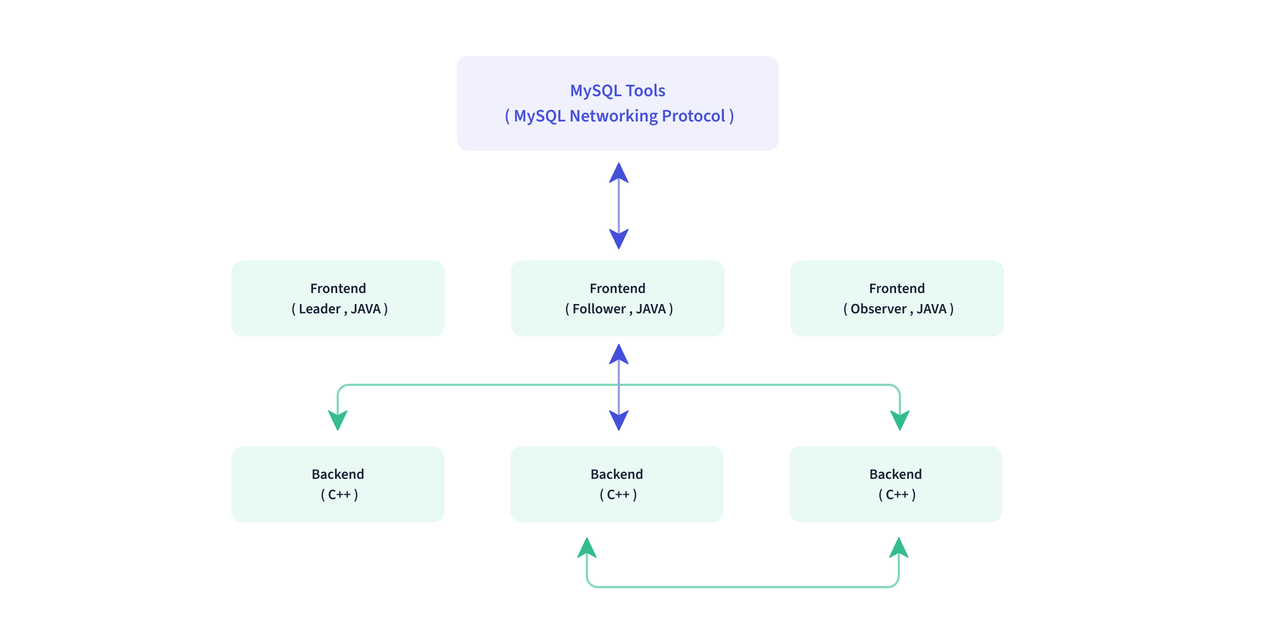 MySQL Tools
( MySQL Networking Protocol )
Frontend
( Leader , JAVA )
Frontend
( Follower , JAVA )
Frontend
( Observer , JAVA )
Backend
( C++ )
Backend
( C++ )
Backend
( C++ )